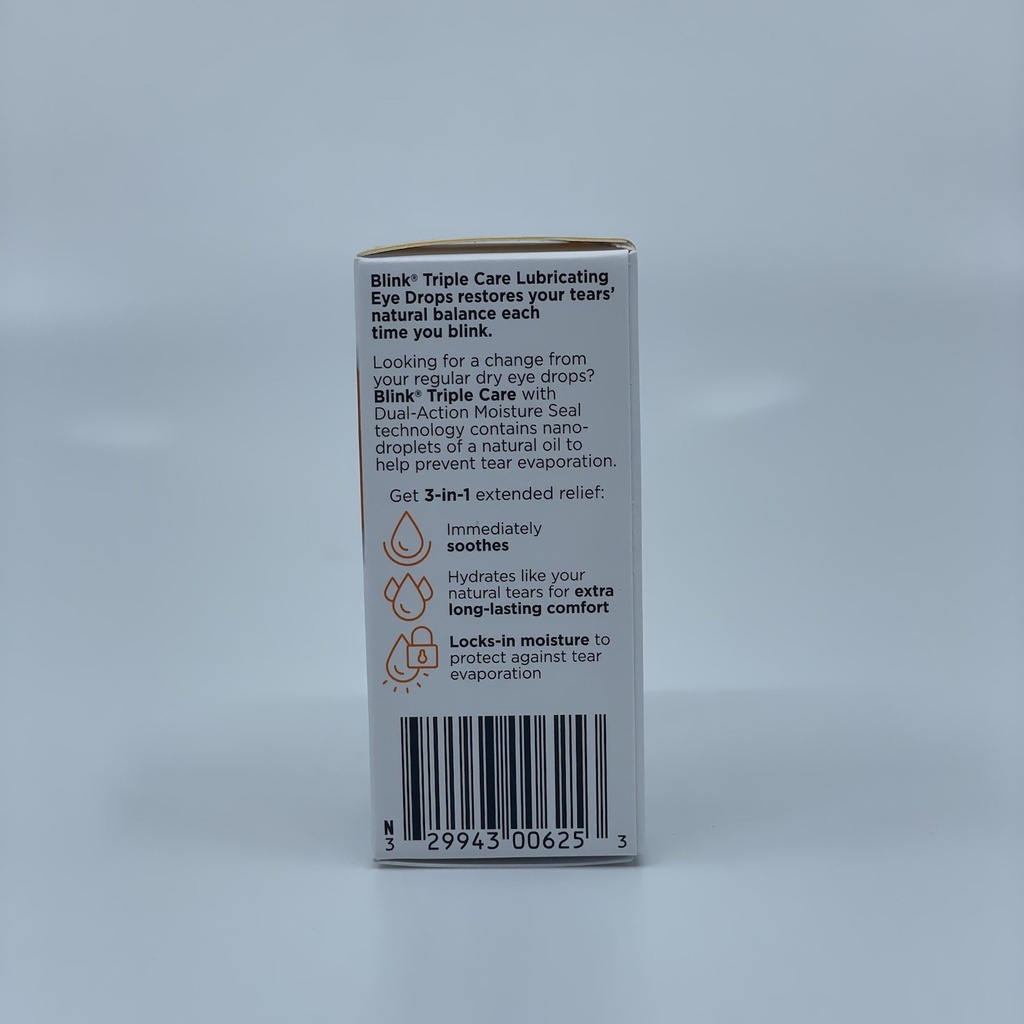 Blink® Triple Care Lubricating
Eye Drops restores your tears'
natural balance each
time you blink.
Looking for a change from
your regular dry eye drops?
Blink® Triple Care with
Dual-Action Moisture Seal
technology contains nano-
droplets of a natural oil to
help prevent tear evaporation.
Get 3-in-1 extended relief:
Immediately
soothes
Hydrates like your
natural tears for extra
long-lasting comfort
Locks-in moisture to
protect against tear
evaporation
N
3 29943 00625 3